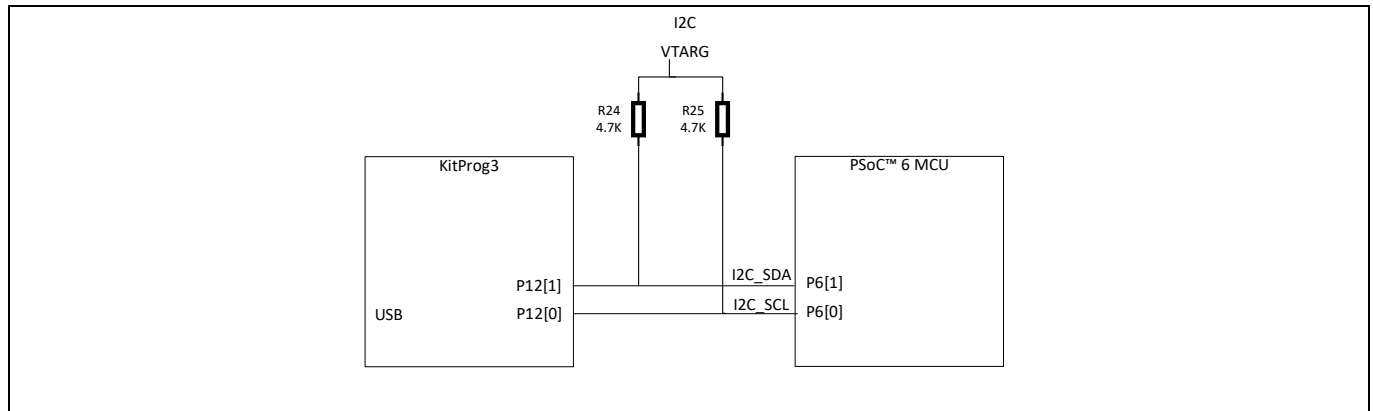 I2C
VTARG
R24
4.7K
R25
4.7K
KitProg3
PSoC™ 6 MCU
P12[1]
I2C_SDA
P6[1]
USB
P12[0]
I2C_SCL
P6[0]